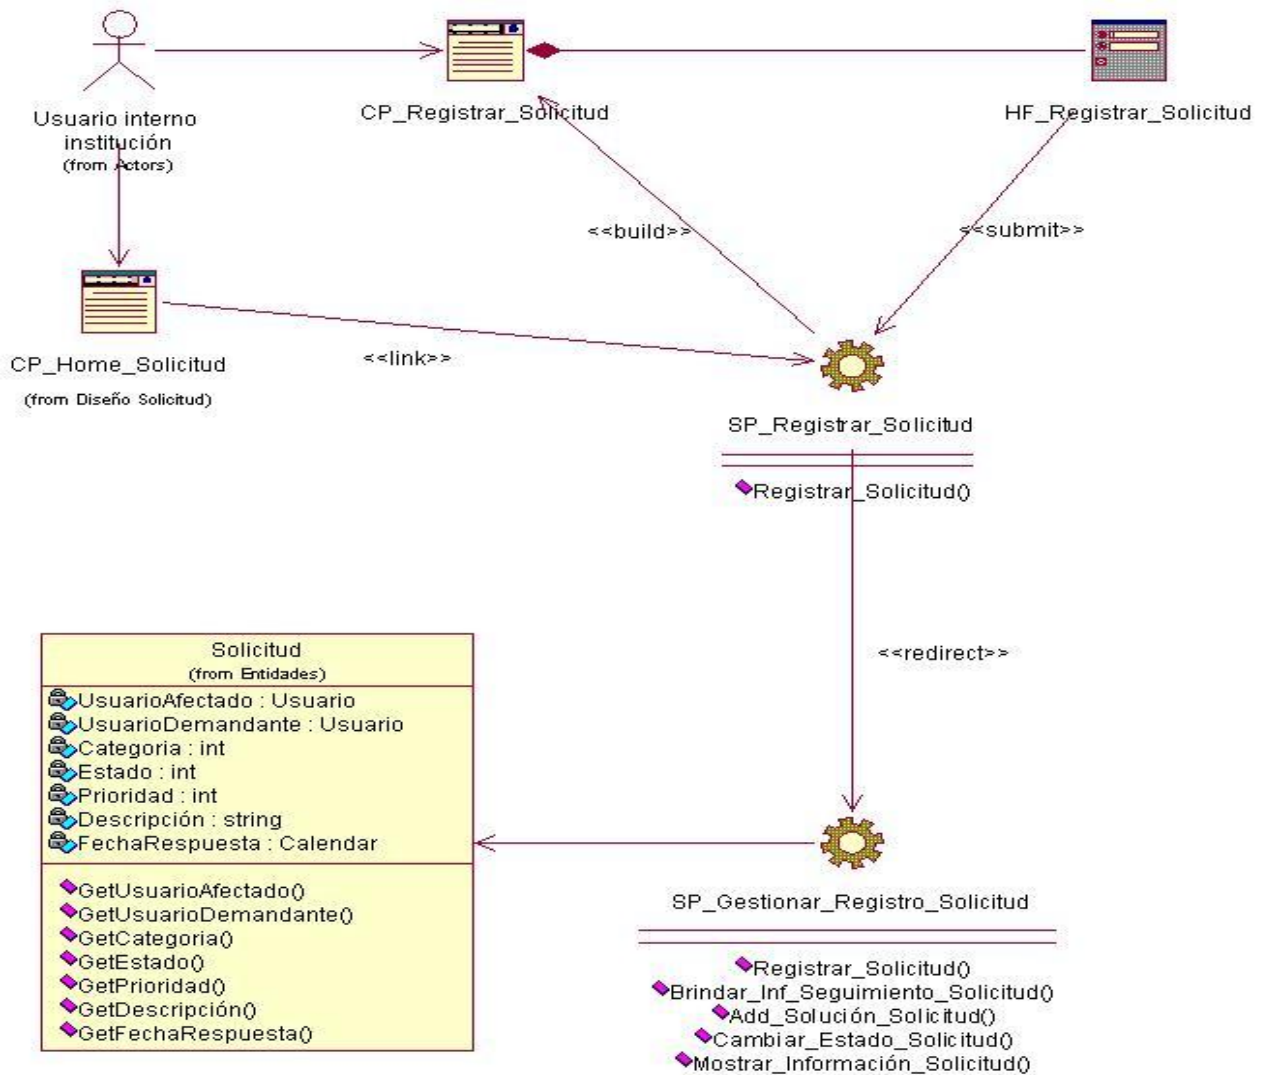 Usuario interno
institución
(from Actors)
CP_Registrar_Solicitud
HF_Registrar_Solicitud
<<build>>
<<submit>>
CP_Home_Solicitud
(from Diseño Solicitud)
<<link>>
SP_Registrar_Solicitud
Registrar_Solicitud()
<<redirect>>
Solicitud
(from Entidades)
UsuarioAfectado : Usuario
UsuarioDemandante : Usuario
Categoria : int
Estado : int
Prioridad : int
Descripción : string
FechaRespuesta : Calendar
GetUsuarioAfectado()
GetUsuarioDemandante()
GetCategoria()
GetEstado()
GetPrioridad()
GetDescripción()
GetFechaRespuesta()
SP_Gestionar_Registro_Solicitud
Registrar_Solicitud()
Brindar_Inf_Seguimiento_Solicitud()
Add_Solución_Solicitud()
Cambiar_Estado_Solicitud()
Mostrar_Información_Solicitud()